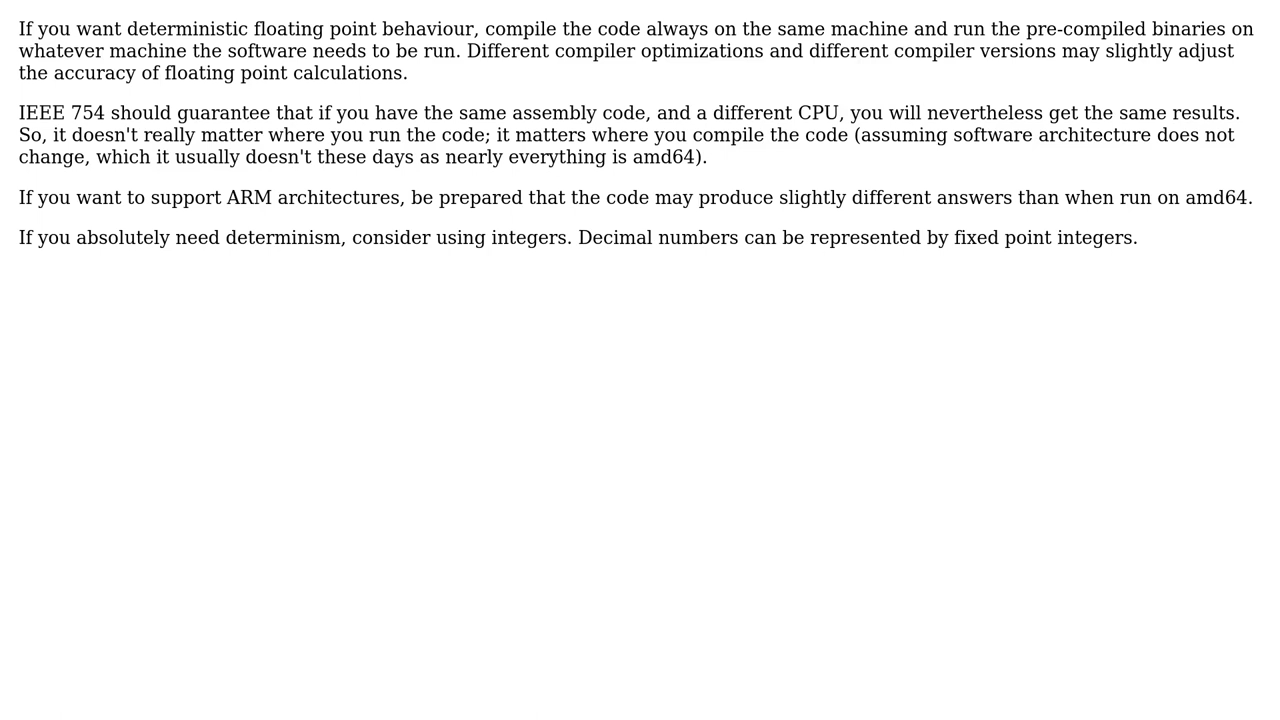 If you want deterministic floating point behaviour, compile the code always on the same machine and run the pre-compiled binaries on
whatever machine the software needs to be run. Different compiler optimizations and different compiler versions may slightly adjust
the accuracy of floating point calculations.
IEEE 754 should guarantee that if you have the same assembly code, and a different CPU, you will nevertheless get the same results.
So, it doesn't really matter where you run the code; it matters where you compile the code (assuming software architecture does not
change, which it usually doesn't these days as nearly everything is amd64).
If you want to support ARM architectures, be prepared that the code may produce slightly different answers than when run on amd64.
If you absolutely need determinism, consider using integers. Decimal numbers can be represented by fixed point integers.